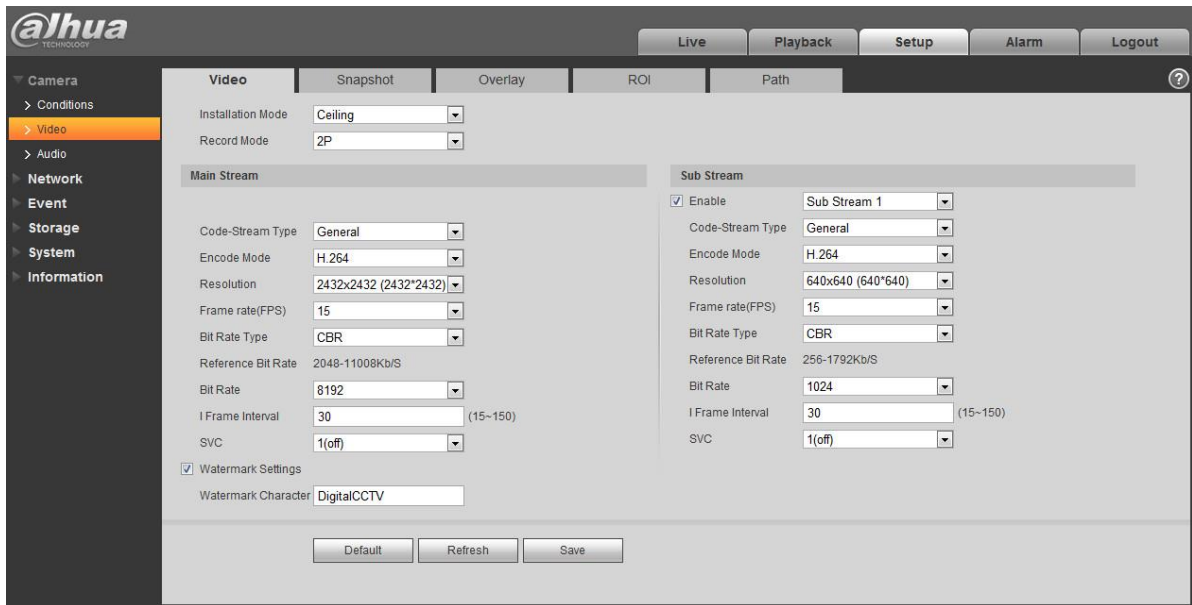 alhua
TECHNOLOGY
Live Playback Setup Alarm Logout
Camera
> Conditions
> Video
> Audio
Network
Event
Storage
System
Information
Video Snapshot Overlay ROI Path ?
Installation Mode Ceiling
Record Mode 2P
Main Stream
Code-Stream Type General
Encode Mode H.264
Resolution 2432x2432 (2432*2432)
Frame rate(FPS) 15
Bit Rate Type CBR
Reference Bit Rate 2048-11008Kb/S
Bit Rate 8192
I Frame Interval 30 (15~150)
SVC 1(off)
Watermark Settings
Watermark Character DigitalCCTV
Sub Stream
Enable Sub Stream 1
Code-Stream Type General
Encode Mode H.264
Resolution 640x640 (640*640)
Frame rate(FPS) 15
Bit Rate Type CBR
Reference Bit Rate 256-1792Kb/S
Bit Rate 1024
I Frame Interval 30 (15~150)
SVC 1(off)
Default Refresh Save